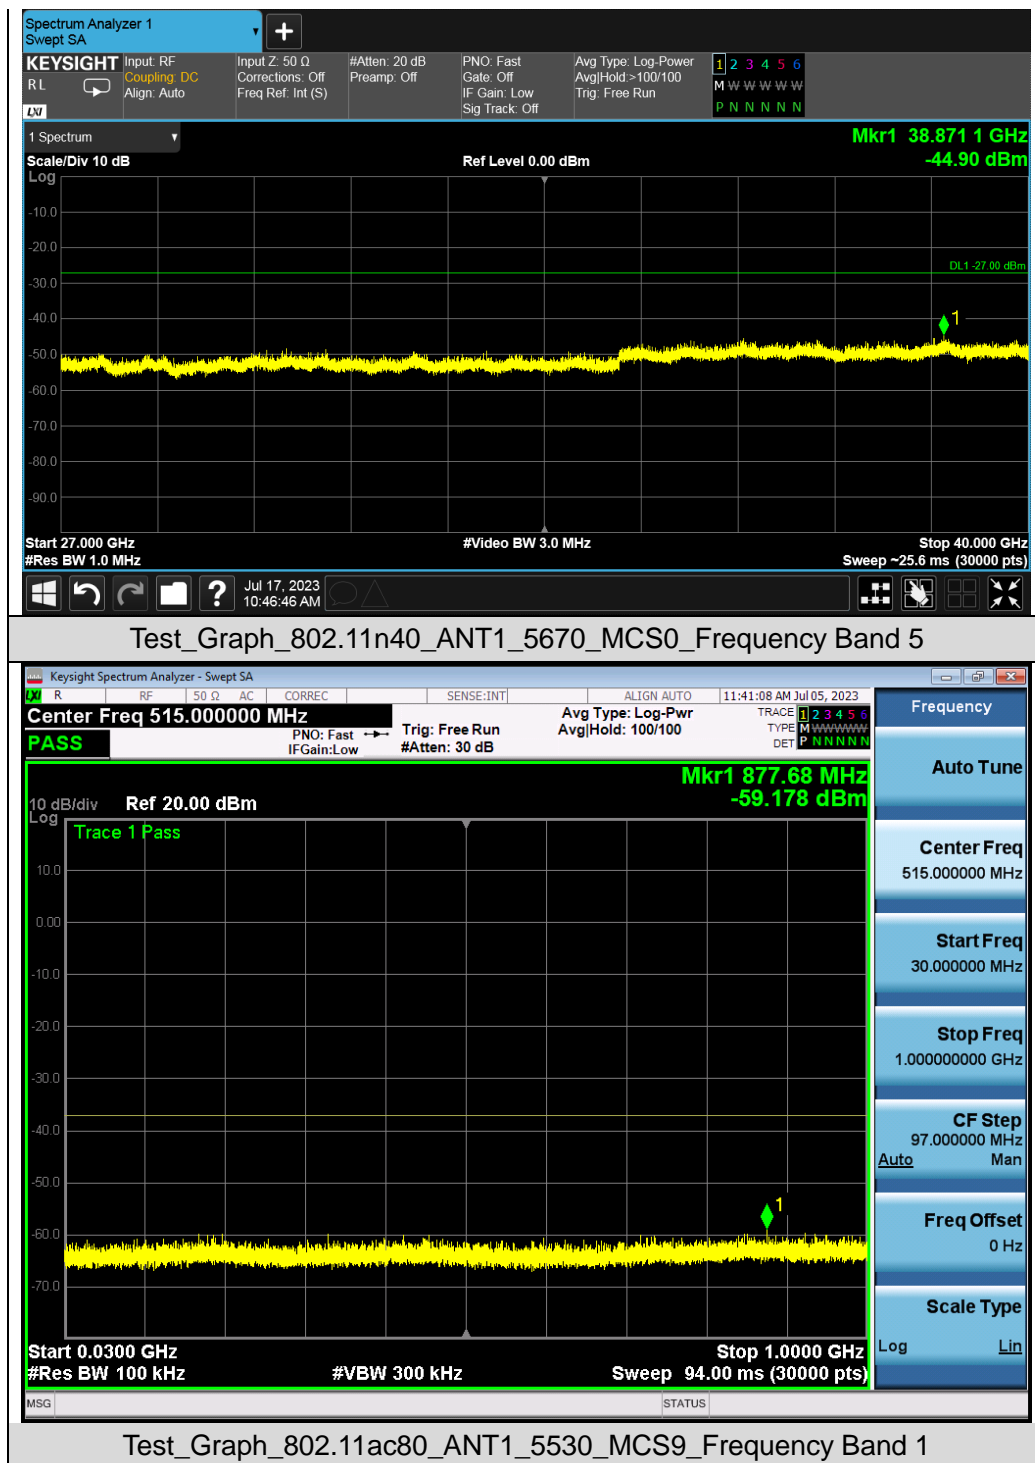 Spectrum Analyzer 1
Swept SA
KEYSIGHT
R L
LXI
Input: RF
Coupling: DC
Align: Auto
Input Z: 50 Ω
Corrections: Off
Freq Ref: Int (S)
#Atten: 20 dB
Preamp: Off
PNO: Fast
Gate: Off
IF Gain: Low
Sig Track: Off
Avg Type: Log-Power
Avg|Hold:>100/100
Trig: Free Run
1 2 3 4 5 6
M W W W W W
P N N N N N
1 Spectrum
Scale/Div 10 dB
Log
Ref Level 0.00 dBm
Mkr1 38.871 1 GHz
-44.90 dBm
-10.0
-20.0
DL1 -27.00 dBm
-30.0
-40.0
1
-50.0
-60.0
-70.0
-80.0
-90.0
Start 27.000 GHz
#Res BW 1.0 MHz
#Video BW 3.0 MHz
Stop 40.000 GHz
Sweep ~25.6 ms (30000 pts)
?
Jul 17, 2023
10:46:46 AM
Test_Graph_802.11n40_ANT1_5670_MCS0_Frequency Band 5
Keysight Spectrum Analyzer - Swept SA
LXI R RF 50 Ω AC CORREC SENSE:INT ALIGN AUTO 11:41:08 AM Jul 05, 2023
Center Freq 515.000000 MHz
PASS
PNO: Fast
IFGain:Low
Trig: Free Run
#Atten: 30 dB
Avg Type: Log-Pwr
Avg|Hold: 100/100
TRACE 1 2 3 4 5 6
TYPE M W W W W W
DET P N N N N N
Mkr1 877.68 MHz
-59.178 dBm
10 dB/div
Log
Ref 20.00 dBm
Trace 1 Pass
10.0
0.00
-10.0
-20.0
-30.0
-40.0
-50.0
1
-60.0
-70.0
Start 0.0300 GHz
#Res BW 100 kHz
#VBW 300 kHz
Stop 1.0000 GHz
Sweep 94.00 ms (30000 pts)
MSG
STATUS
Frequency
Auto Tune
Center Freq
515.000000 MHz
Start Freq
30.000000 MHz
Stop Freq
1.000000000 GHz
CF Step
97.000000 MHz
Auto Man
Freq Offset
0 Hz
Scale Type
Log Lin
Test_Graph_802.11ac80_ANT1_5530_MCS9_Frequency Band 1